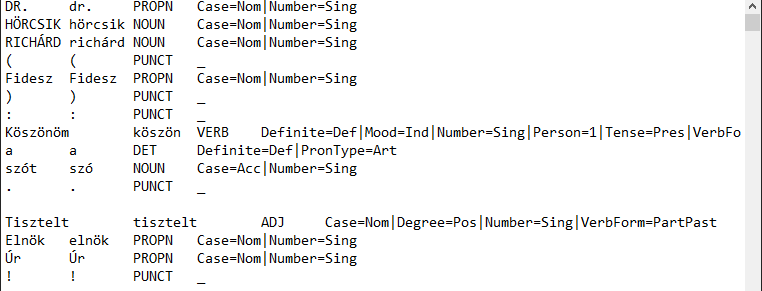 DR.	dr.	PROPN	Case=Nom|Number=Sing
HÖRCSIK	hörcsik	NOUN	Case=Nom|Number=Sing
RICHÁRD	richárd	NOUN	Case=Nom|Number=Sing
(	(	PUNCT	_
Fidesz	Fidesz	PROPN	Case=Nom|Number=Sing
)	)	PUNCT	_
:	:	PUNCT	_
Köszönöm	köszön	VERB	Definite=Def|Mood=Ind|Number=Sing|Person=1|Tense=Pres|VerbFo
a	a	DET	Definite=Def|PronType=Art
szót	szó	NOUN	Case=Acc|Number=Sing
.	.	PUNCT	_

Tisztelt	tisztelt	ADJ	Case=Nom|Degree=Pos|Number=Sing|VerbForm=PartPast
Elnök	elnök	PROPN	Case=Nom|Number=Sing
Úr	Úr	PROPN	Case=Nom|Number=Sing
!	!	PUNCT	_